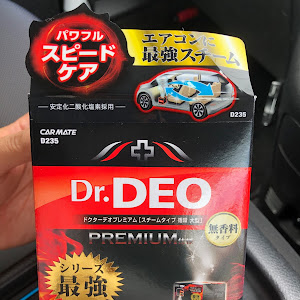 パワフル
スピード
ケア
エアコンに
最強スチーム
安定化二酸化塩素採用
D235
CARMATE
D235
Dr.DEO
ドクターデオプレミアム [スチームタイプ 循環 大型]
PREMIUM
無香料
タイプ
シリーズ
最強